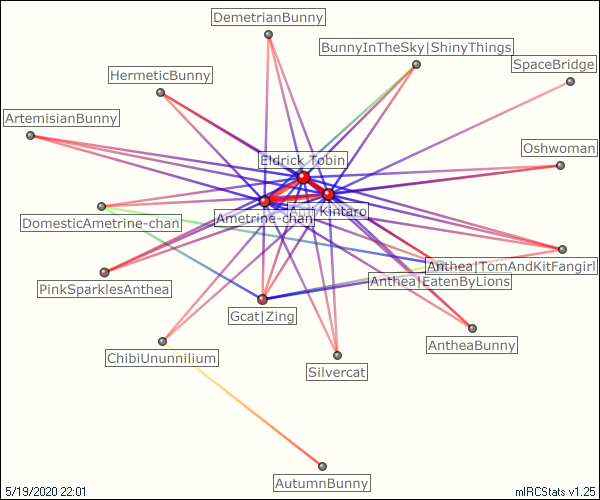 DemetrianBunny
BunnyInTheSky|ShinyThings
SpaceBridge
HermeticBunny
ArtemisianBunny
Oshwoman
Eldrick_Tobin
Kintaro
Ametrine-chan
DomesticAmetrine-chan
Anthea|TomAndKitFangirl
Anthea|EatenByLions
PinkSparklesAnthea
Gcat|Zing
AntheaBunny
ChibiUnunnilium
Silvercat
AutumnBunny
5/19/2020 22:01
mIRCStats v1.25